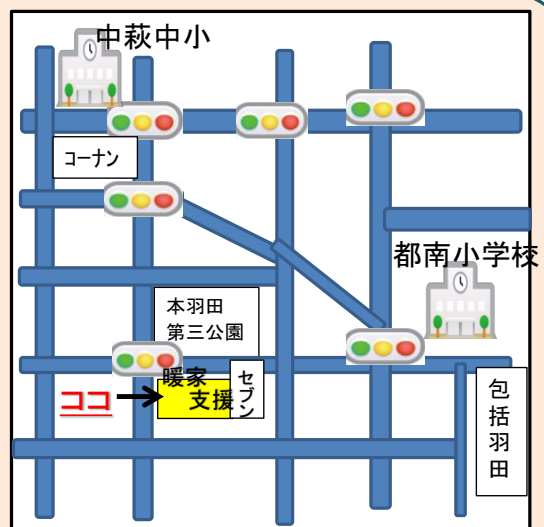 中萩中小
コーナン
都南小学校
本羽田
第三公園
暖家
支援
セブン
ココ
包括羽田